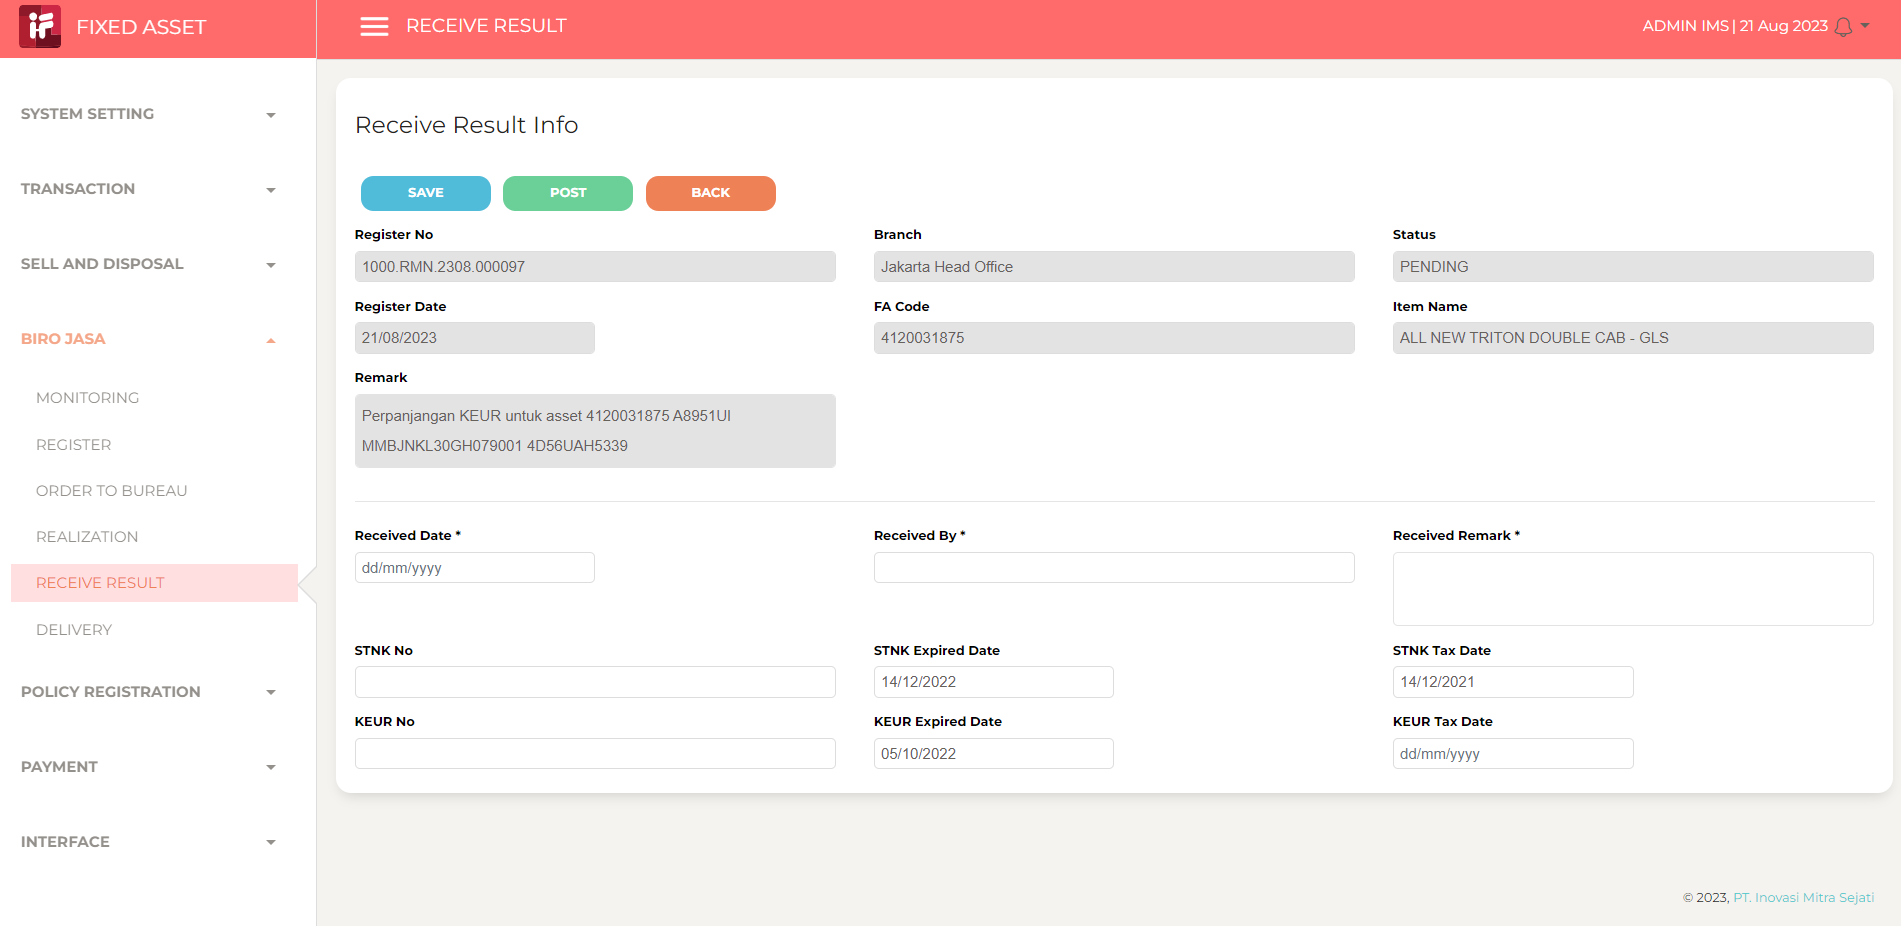 iF FIXED ASSET
RECEIVE RESULT
ADMIN IMS | 21 Aug 2023
SYSTEM SETTING
TRANSACTION
SELL AND DISPOSAL
BIRO JASA
MONITORING
REGISTER
ORDER TO BUREAU
REALIZATION
RECEIVE RESULT
DELIVERY
POLICY REGISTRATION
PAYMENT
INTERFACE
Receive Result Info
SAVE POST BACK
Register No Branch Status
1000.RMN.2308.000097 Jakarta Head Office PENDING
Register Date FA Code Item Name
21/08/2023 4120031875 ALL NEW TRITON DOUBLE CAB - GLS
Remark
Perpanjangan KEUR untuk asset 4120031875 A8951UI
MMBJNKL30GH079001 4D56UAH5339
Received Date * Received By * Received Remark *
dd/mm/yyyy
STNK No STNK Expired Date STNK Tax Date
14/12/2022 14/12/2021
KEUR No KEUR Expired Date KEUR Tax Date
05/10/2022 dd/mm/yyyy
© 2023, PT. Inovasi Mitra Sejati